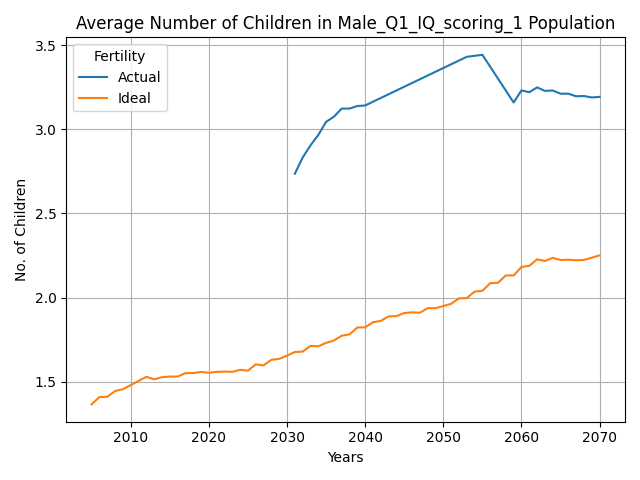 Average Number of Children in Male_Q1_IQ_scoring_1 Population
Fertility
Actual
Ideal
3.5
3.0
2.5
2.0
1.5
No. of Children
2010
2020
2030
2040
2050
2060
2070
Years